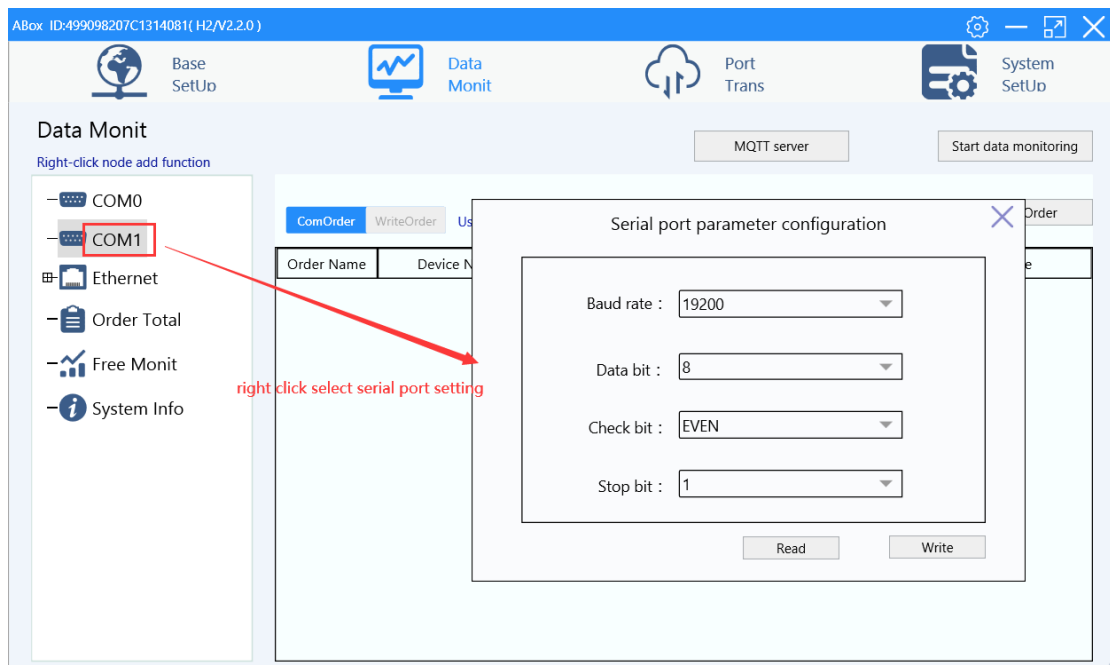 ABox ID:499098207C1314081( H2/V2.2.0 )
Base
SetUp
Data
Monit
Port
Trans
System
SetUp
Data Monit
Right-click node add function
MQTT server
Start data monitoring
COM0
COM1
Ethernet
Order Total
Free Monit
System Info
ComOrder
WriteOrder
Us
Order
Order Name
Device N
e
right click select serial port setting
Serial port parameter configuration
Baud rate :
19200
Data bit :
8
Check bit :
EVEN
Stop bit :
1
Read
Write